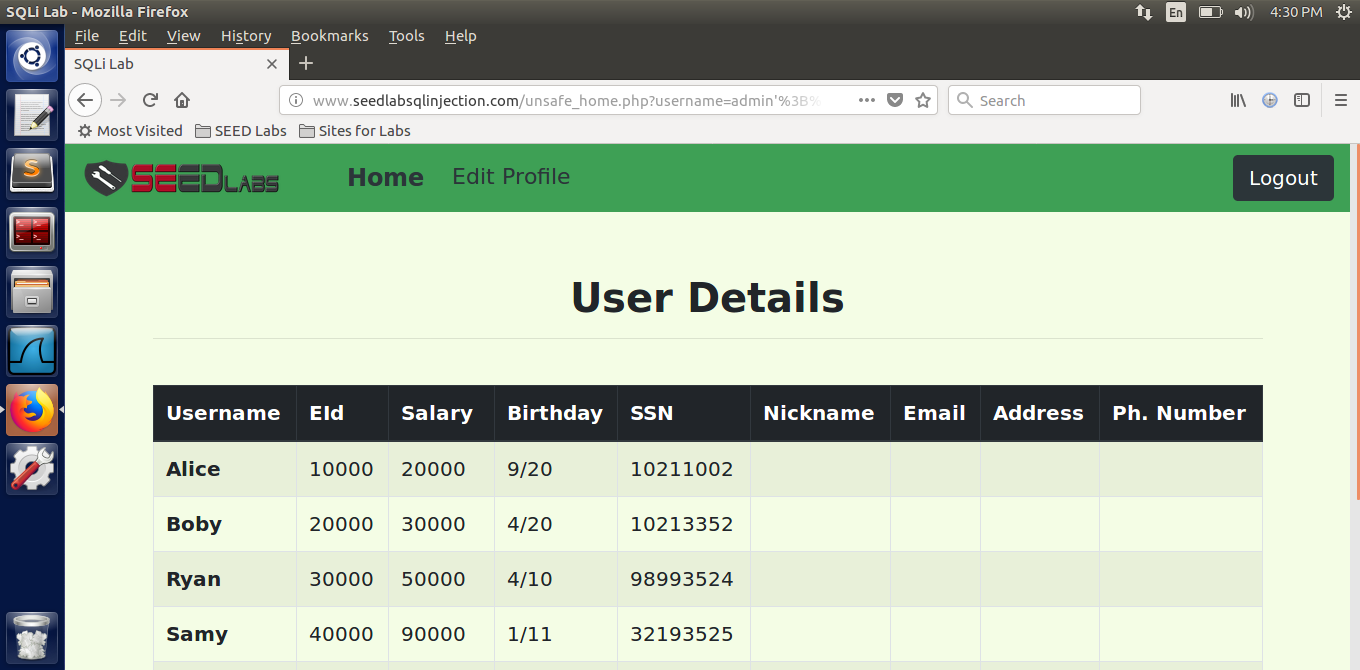 SQLi Lab - Mozilla Firefox
En
4:30 PM
File Edit View History Bookmarks Tools Help
SQLi Lab
www.seedlabsqlinjection.com/unsafe_home.php?username=admin'%3B%
Search
Most Visited SEED Labs Sites for Labs
SEEDLABS Home Edit Profile Logout
User Details
Username EId Salary Birthday SSN Nickname Email Address Ph. Number
Alice 10000 20000 9/20 10211002
Boby 20000 30000 4/20 10213352
Ryan 30000 50000 4/10 98993524
Samy 40000 90000 1/11 32193525